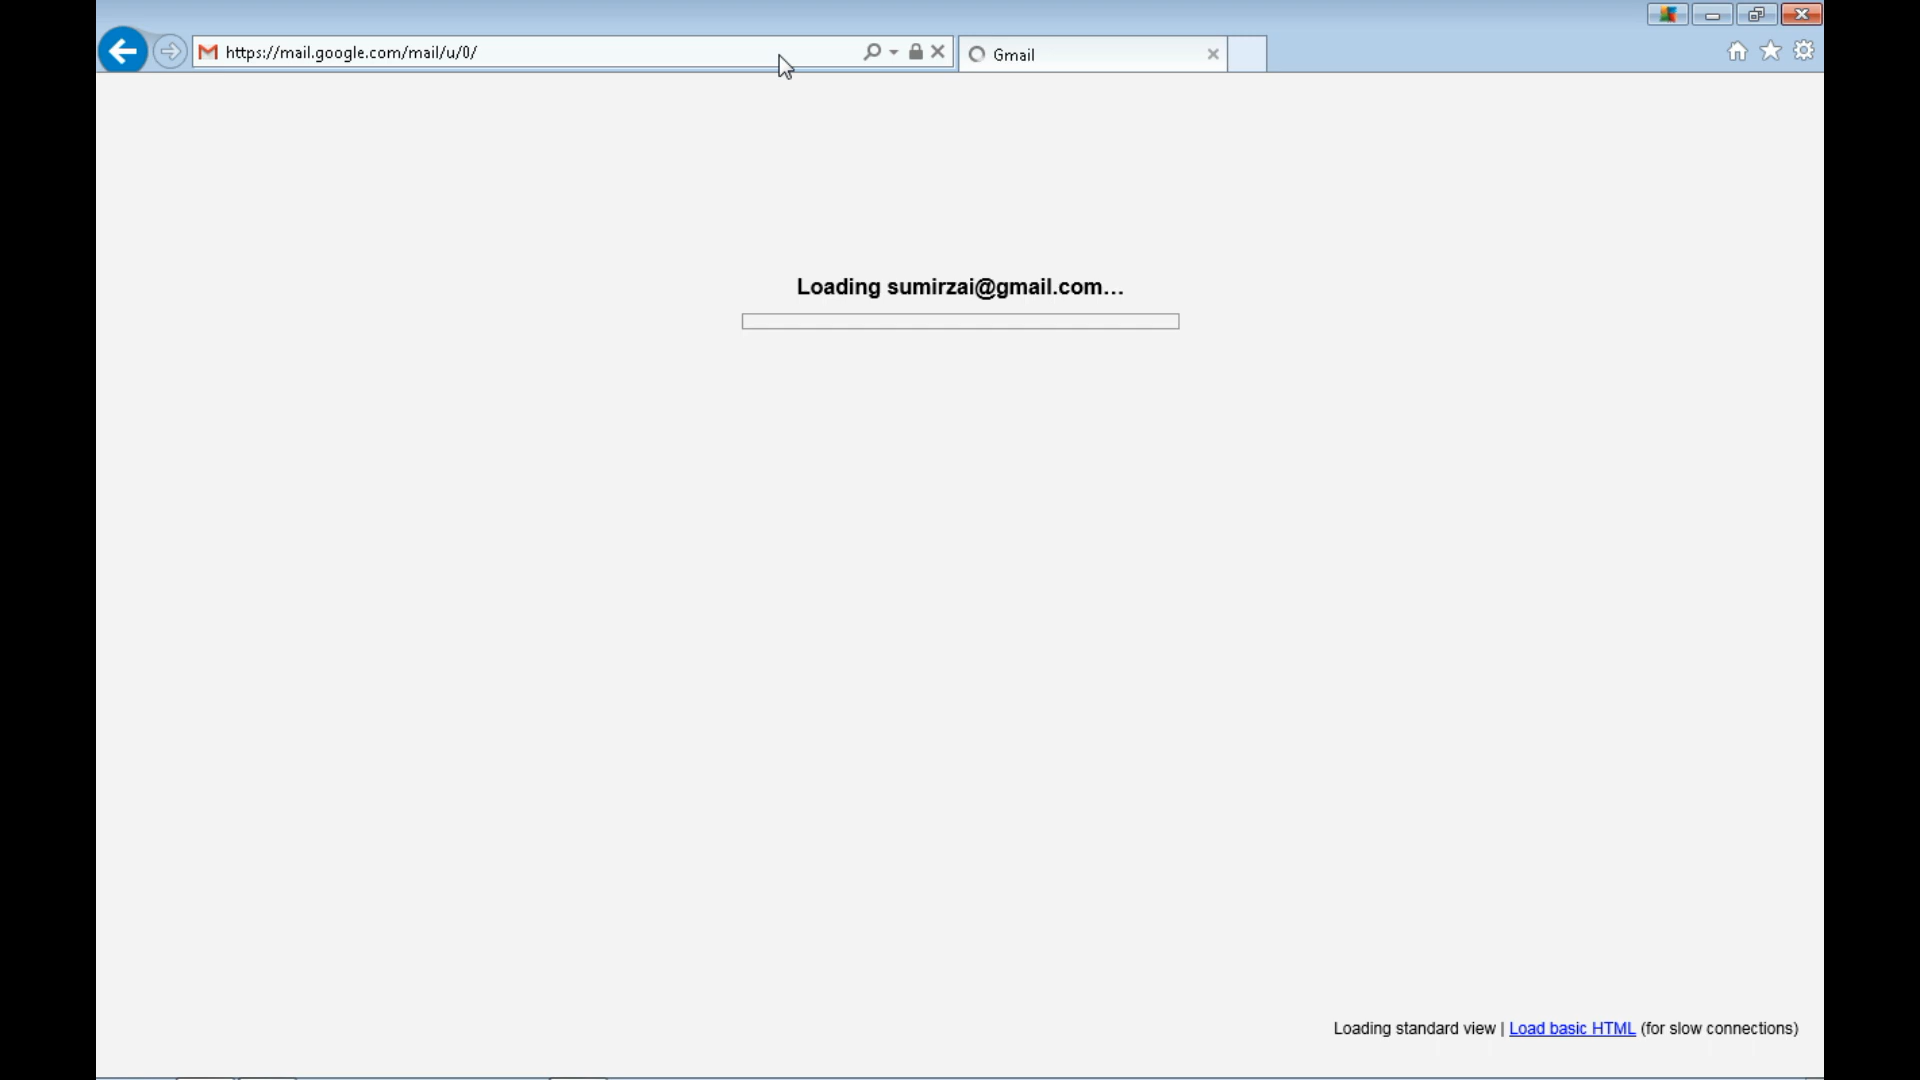 https://mail.google.com/mail/u/0/
Gmail
Loading sumirzai@gmail.com...
Loading standard view | Load basic HTML (for slow connections)